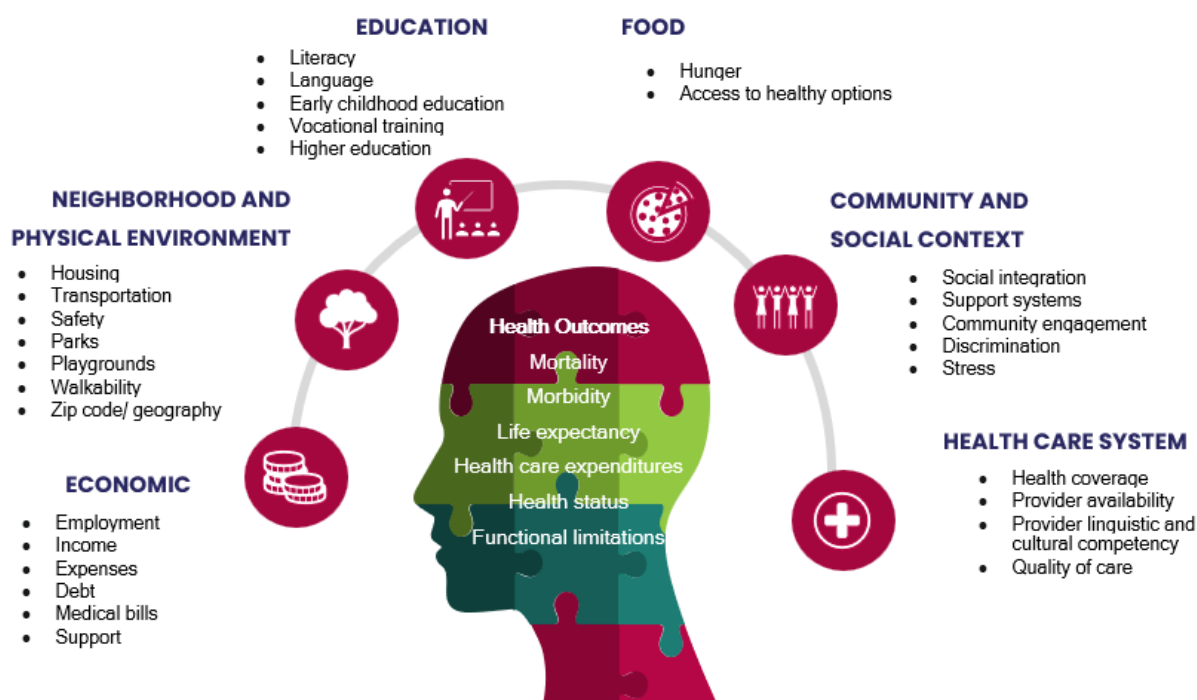 EDUCATION
Literacy
Language
Early childhood education
Vocational training
Higher education
FOOD
Hunger
Access to healthy options
NEIGHBORHOOD AND
PHYSICAL ENVIRONMENT
Housing
Transportation
Safety
Parks
Playgrounds
Walkability
Zip code/ geography
COMMUNITY AND
SOCIAL CONTEXT
Social integration
Support systems
Community engagement
Discrimination
Stress
Health Outcomes
Mortality
Morbidity
Life expectancy
Health care expenditures
Health status
Functional limitations
ECONOMIC
Employment
Income
Expenses
Debt
Medical bills
Support
HEALTH CARE SYSTEM
Health coverage
Provider availability
Provider linguistic and
cultural competency
Quality of care